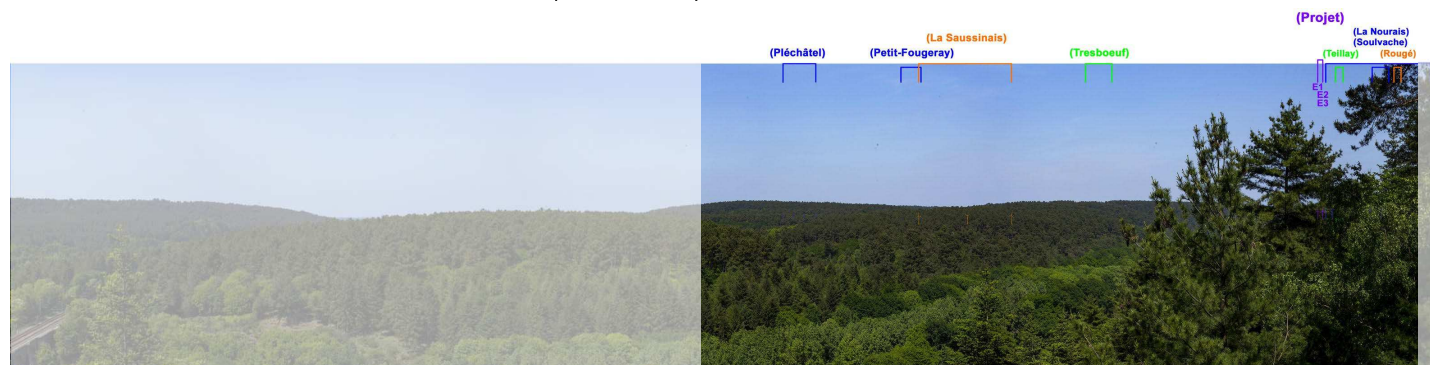 (Projet)
(La Nourais)
(La Saussinais)
(Soulvache)
(Pléchâtel)
(Petit-Fougeray)
(Tresboeuf)
(Teillay)
(Rougé)
E1
E2
E3